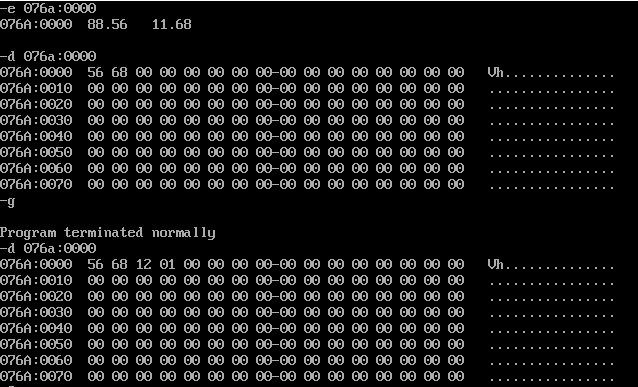 -e 076a:0000
076A:0000  88.56   11.68

-d 076a:0000
076A:0000  56 68 00 00 00 00 00 00-00 00 00 00 00 00 00 00   Vh..............
076A:0010  00 00 00 00 00 00 00 00-00 00 00 00 00 00 00 00   ................
076A:0020  00 00 00 00 00 00 00 00-00 00 00 00 00 00 00 00   ................
076A:0030  00 00 00 00 00 00 00 00-00 00 00 00 00 00 00 00   ................
076A:0040  00 00 00 00 00 00 00 00-00 00 00 00 00 00 00 00   ................
076A:0050  00 00 00 00 00 00 00 00-00 00 00 00 00 00 00 00   ................
076A:0060  00 00 00 00 00 00 00 00-00 00 00 00 00 00 00 00   ................
076A:0070  00 00 00 00 00 00 00 00-00 00 00 00 00 00 00 00   ................
-g

Program terminated normally
-d 076a:0000
076A:0000  56 68 12 01 00 00 00 00-00 00 00 00 00 00 00 00   Vh..............
076A:0010  00 00 00 00 00 00 00 00-00 00 00 00 00 00 00 00   ................
076A:0020  00 00 00 00 00 00 00 00-00 00 00 00 00 00 00 00   ................
076A:0030  00 00 00 00 00 00 00 00-00 00 00 00 00 00 00 00   ................
076A:0040  00 00 00 00 00 00 00 00-00 00 00 00 00 00 00 00   ................
076A:0050  00 00 00 00 00 00 00 00-00 00 00 00 00 00 00 00   ................
076A:0060  00 00 00 00 00 00 00 00-00 00 00 00 00 00 00 00   ................
076A:0070  00 00 00 00 00 00 00 00-00 00 00 00 00 00 00 00   ................